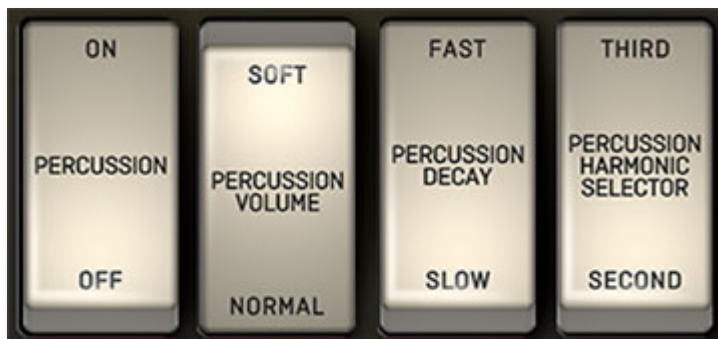 ON
PERCUSSION
OFF
SOFT
PERCUSSION
VOLUME
NORMAL
FAST
PERCUSSION
DECAY
SLOW
THIRD
PERCUSSION
HARMONIC
SELECTOR
SECOND